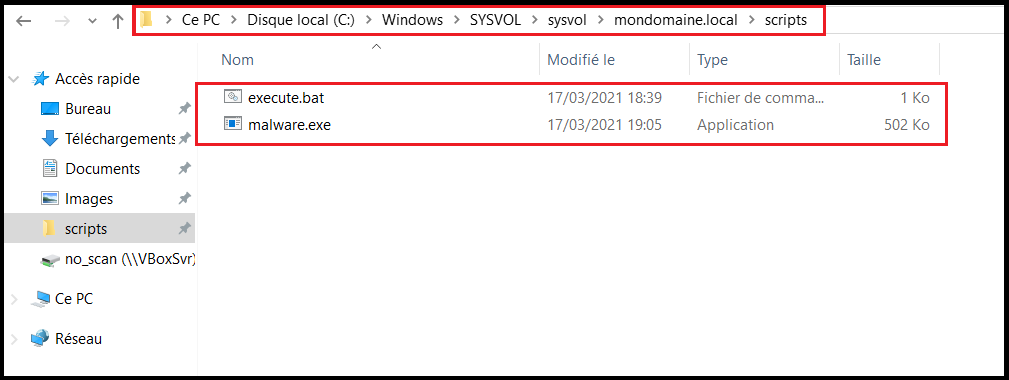 Ce PC > Disque local (C:) > Windows > SYSVOL > sysvol > mondomaine.local > scripts
Nom Modifié le Type Taille
Accès rapide
Bureau
Téléchargements
Documents
Images
scripts
no_scan (\\VBoxSvr)
Ce PC
Réseau
execute.bat 17/03/2021 18:39 Fichier de comma... 1 Ko
malware.exe 17/03/2021 19:05 Application 502 Ko